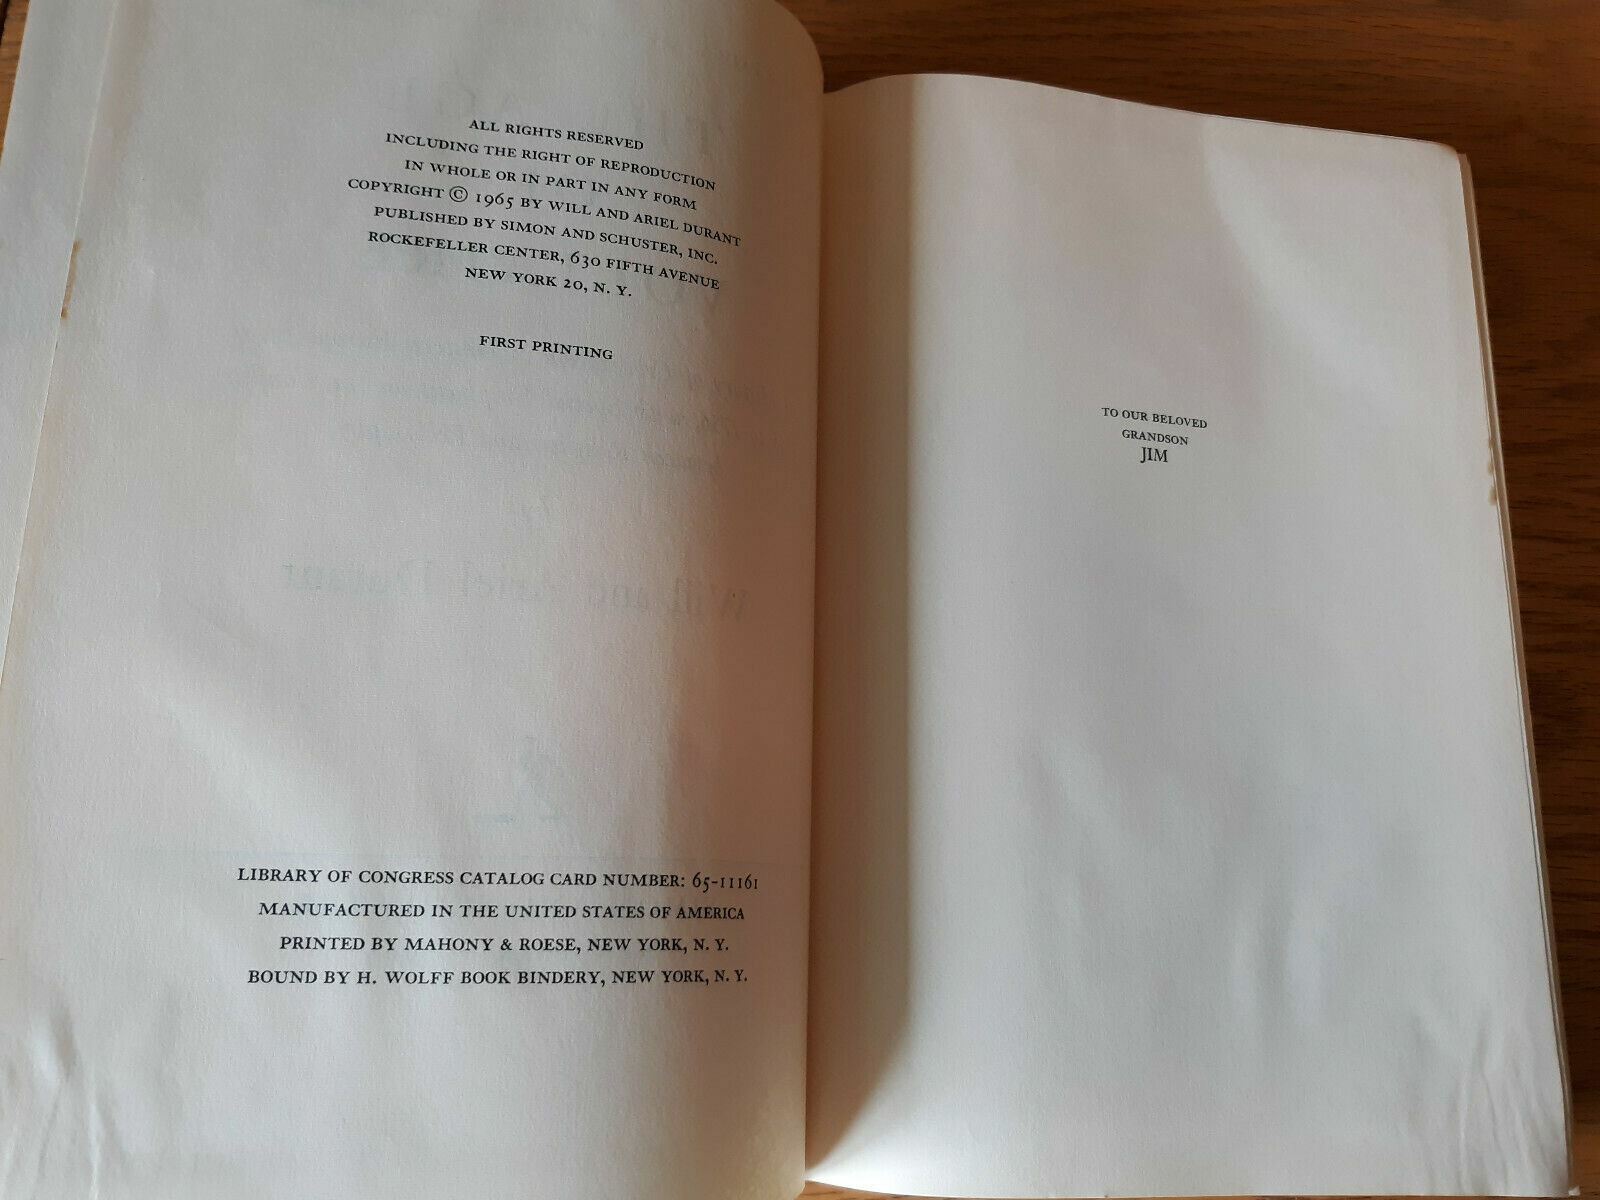 ALL RIGHTS RESERVED
INCLUDING THE RIGHT OF REPRODUCTION
IN WHOLE OR IN PART IN ANY FORM
COPYRIGHT © 1965 BY WILL AND ARIEL DURANT
PUBLISHED BY SIMON AND SCHUSTER, INC.
ROCKEFELLER CENTER, 630 FIFTH AVENUE
NEW YORK 20, N. Y.
FIRST PRINTING
LIBRARY OF CONGRESS CATALOG CARD NUMBER: 65-11161
MANUFACTURED IN THE UNITED STATES OF AMERICA
PRINTED BY MAHONY & ROESE, NEW YORK, N. Y.
BOUND BY H. WOLFF BOOK BINDERY, NEW YORK, N. Y.
TO OUR BELOVED
GRANDSON
JIM